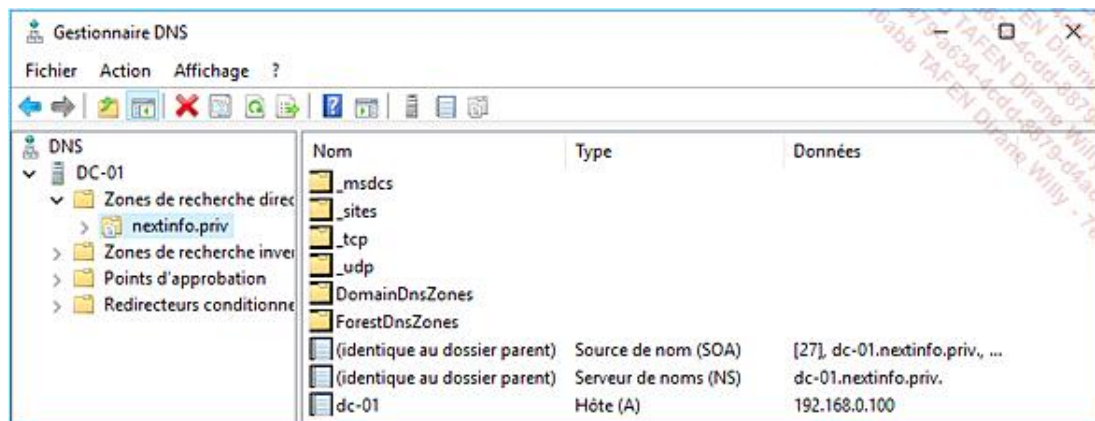 Gestionnaire DNS
Fichier Action Affichage ?
DNS
DC-01
Zones de recherche direc
nextinfo.priv
Zones de recherche inver
Points d'approbation
Redirecteurs conditionne
Nom Type Données
_msdcs
_sites
_tcp
_udp
DomainDnsZones
ForestDnsZones
(identique au dossier parent) Source de nom (SOA) [27], dc-01.nextinfo.priv., ...
(identique au dossier parent) Serveur de noms (NS) dc-01.nextinfo.priv.
dc-01 Hôte (A) 192.168.0.100
TAFEN Dirane Willy